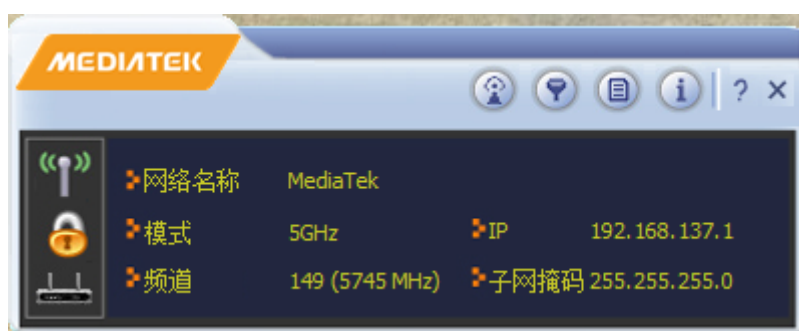 MEDIATEK
? ×
网络名称 MediaTek
模式 5GHz IP 192.168.137.1
频道 149 (5745 MHz) 子网掩码 255.255.255.0